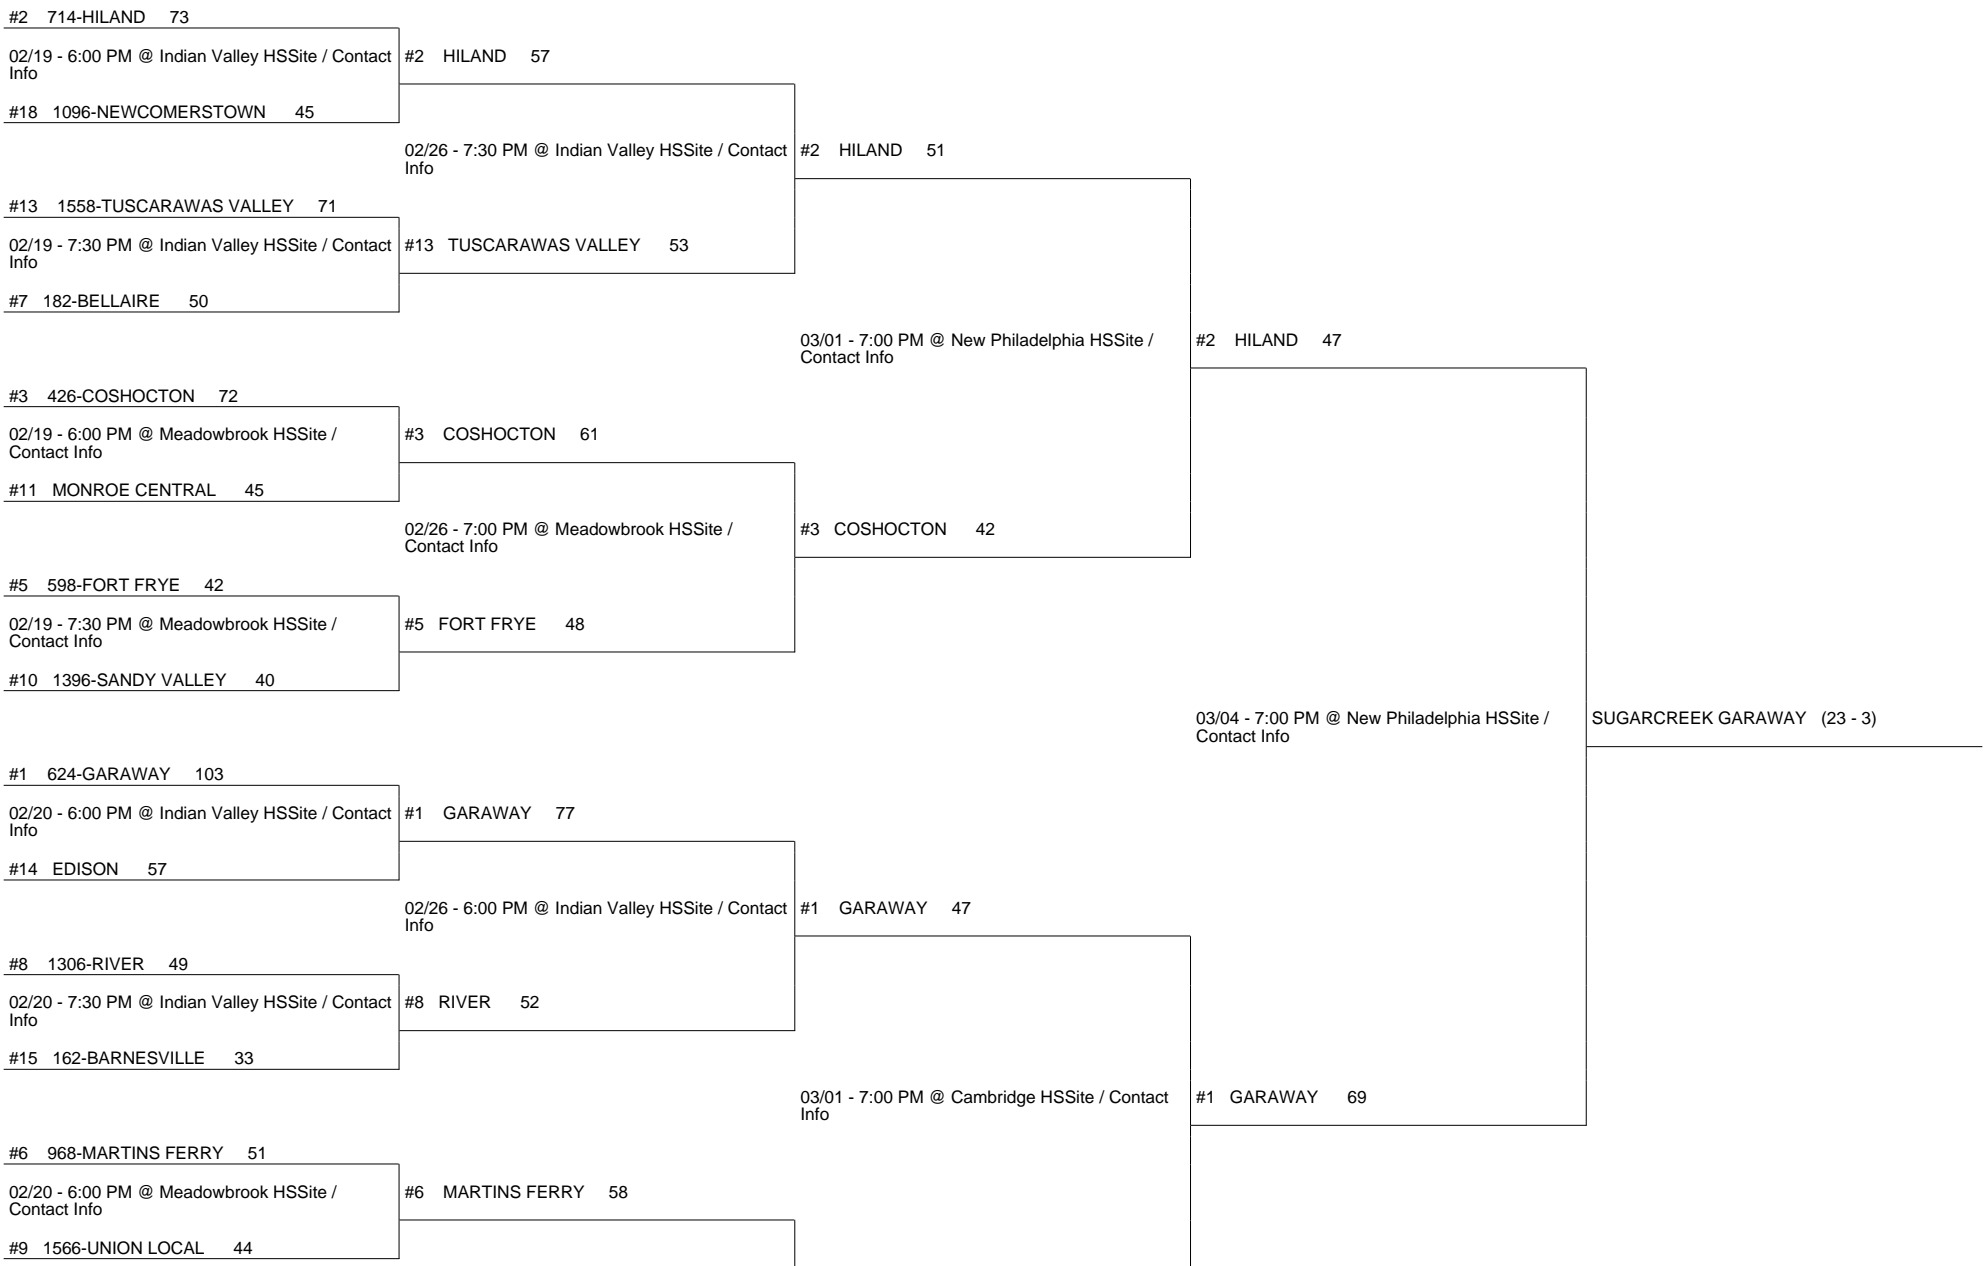 #2 714-HILAND 73
02/19 - 6:00 PM @ Indian Valley HSSite / Contact
Info
#18 1096-NEWCOMERSTOWN 45
#2 HILAND 57
02/26 - 7:30 PM @ Indian Valley HSSite / Contact
Info
#13 1558-TUSCARAWAS VALLEY 71
02/19 - 7:30 PM @ Indian Valley HSSite / Contact
Info
#7 182-BELLAIRE 50
#13 TUSCARAWAS VALLEY 53
#2 HILAND 51
03/01 - 7:00 PM @ New Philadelphia HSSite /
Contact Info
#3 426-COSHOCTON 72
02/19 - 6:00 PM @ Meadowbrook HSSite /
Contact Info
#11 MONROE CENTRAL 45
#3 COSHOCTON 61
02/26 - 7:00 PM @ Meadowbrook HSSite /
Contact Info
#5 598-FORT FRYE 42
02/19 - 7:30 PM @ Meadowbrook HSSite /
Contact Info
#10 1396-SANDY VALLEY 40
#5 FORT FRYE 48
#3 COSHOCTON 42
#2 HILAND 47
03/04 - 7:00 PM @ New Philadelphia HSSite /
Contact Info
SUGARCREEK GARAWAY (23 - 3)
#1 624-GARAWAY 103
02/20 - 6:00 PM @ Indian Valley HSSite / Contact
Info
#14 EDISON 57
#1 GARAWAY 77
02/26 - 6:00 PM @ Indian Valley HSSite / Contact
Info
#8 1306-RIVER 49
02/20 - 7:30 PM @ Indian Valley HSSite / Contact
Info
#15 162-BARNESVILLE 33
#8 RIVER 52
#1 GARAWAY 47
03/01 - 7:00 PM @ Cambridge HSSite / Contact
Info
#1 GARAWAY 69
#6 968-MARTINS FERRY 51
02/20 - 6:00 PM @ Meadowbrook HSSite /
Contact Info
#9 1566-UNION LOCAL 44
#6 MARTINS FERRY 58